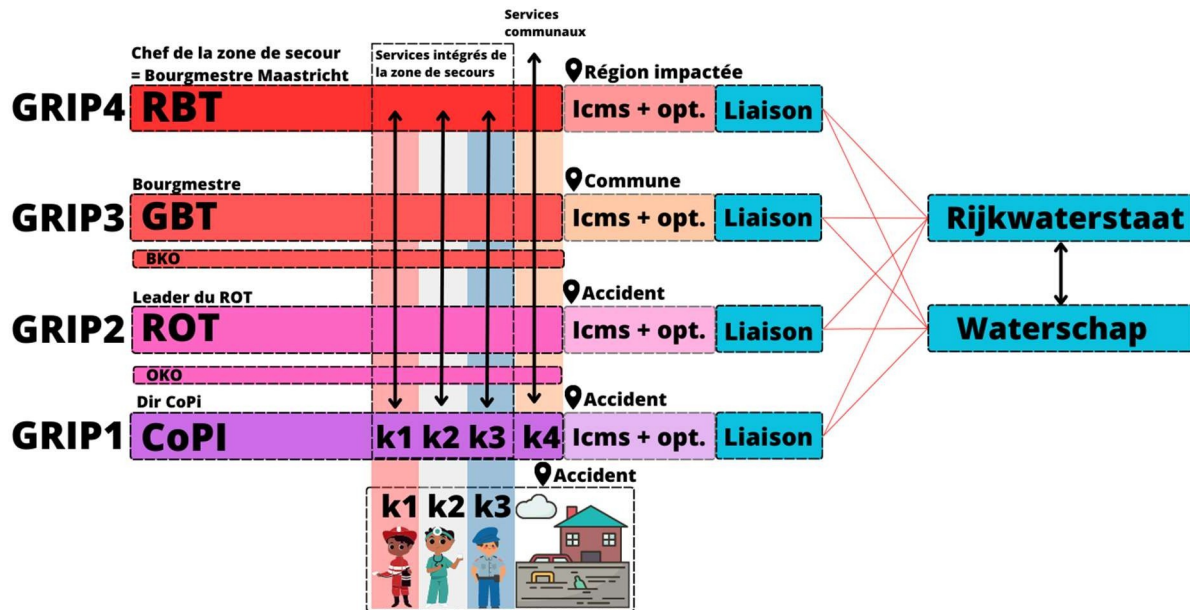 Services
communaux
Chef de la zone de secour
= Bourgmestre Maastricht
Services intégrés de
la zone de secours
Région impactée
GRIP4
RBT
Icms + opt.
Liaison
Bourgmestre
Commune
GRIP3
GBT
Icms + opt.
Liaison
Rijkwaterstaat
BKO
Leader du ROT
Accident
GRIP2
ROT
Icms + opt.
Liaison
Waterschap
OKO
Dir CoPi
Accident
GRIP1
CoPI
k1
k2
k3
k4
Icms + opt.
Liaison
Accident
k1
k2
k3